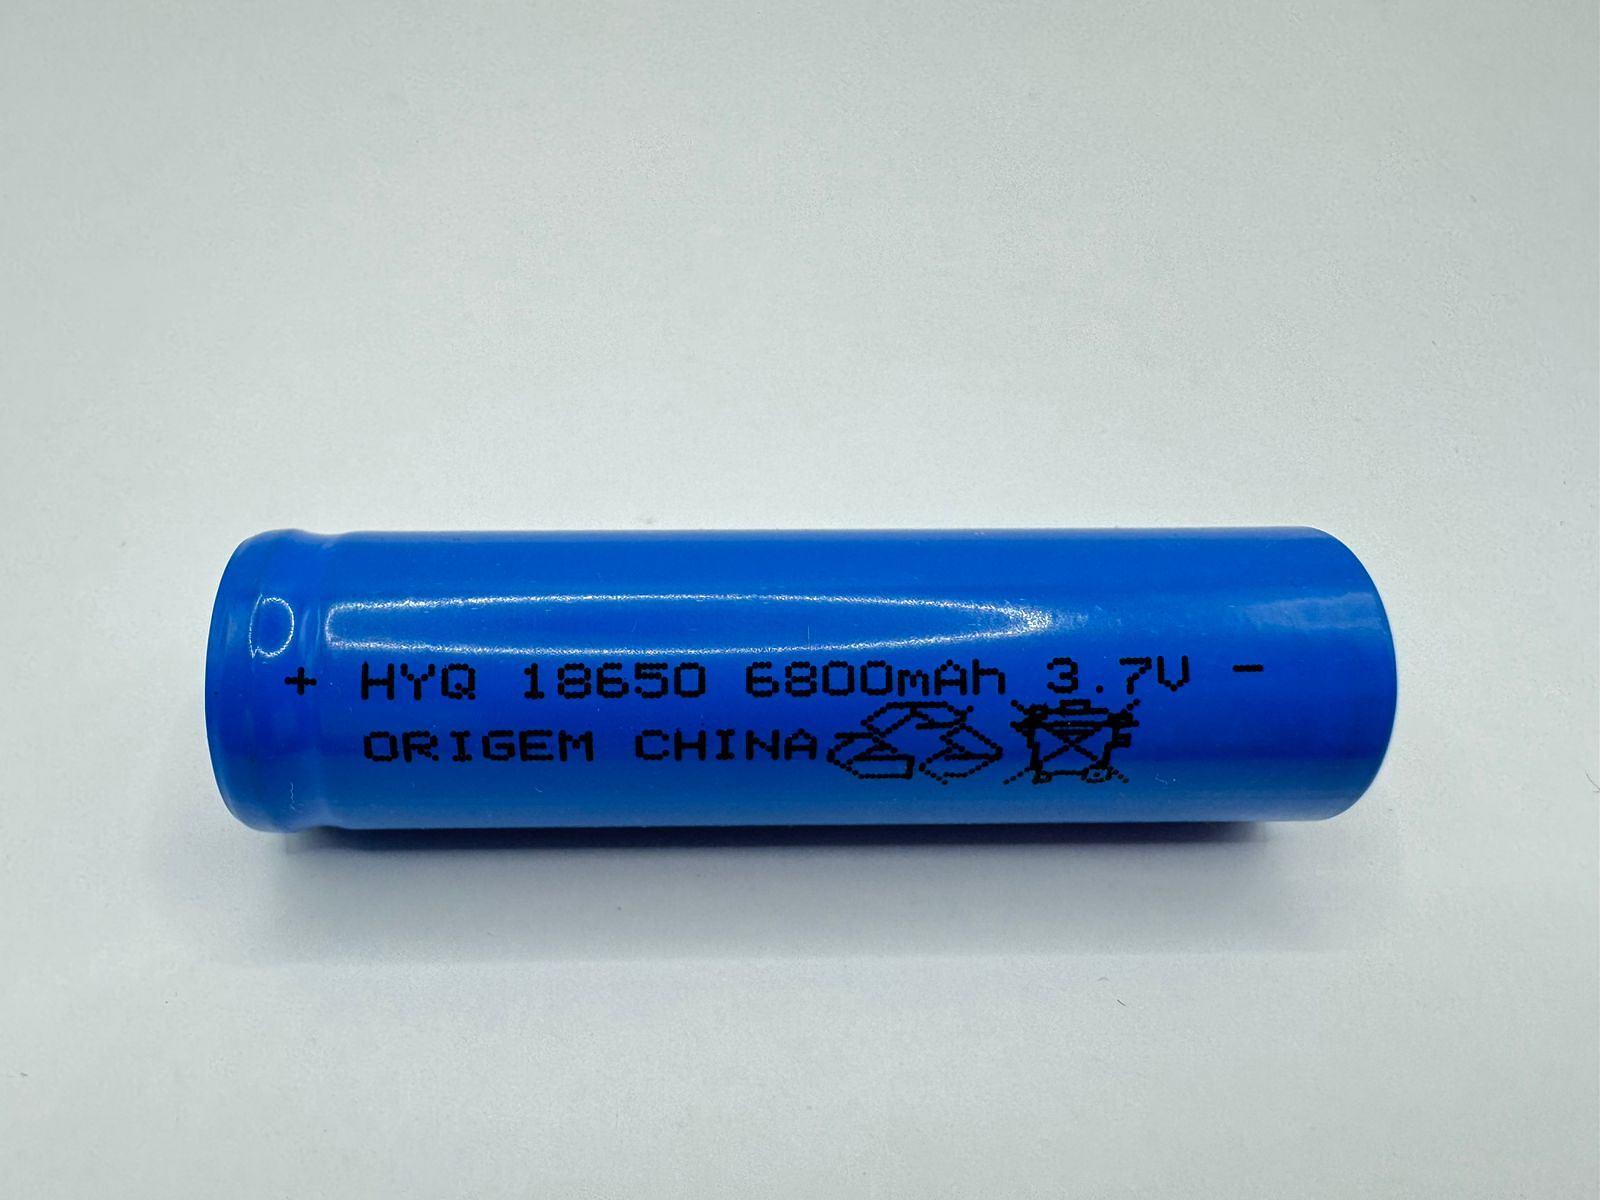 + HYQ 18650 6800mAh 3.7V -
ORIGEM CHINA